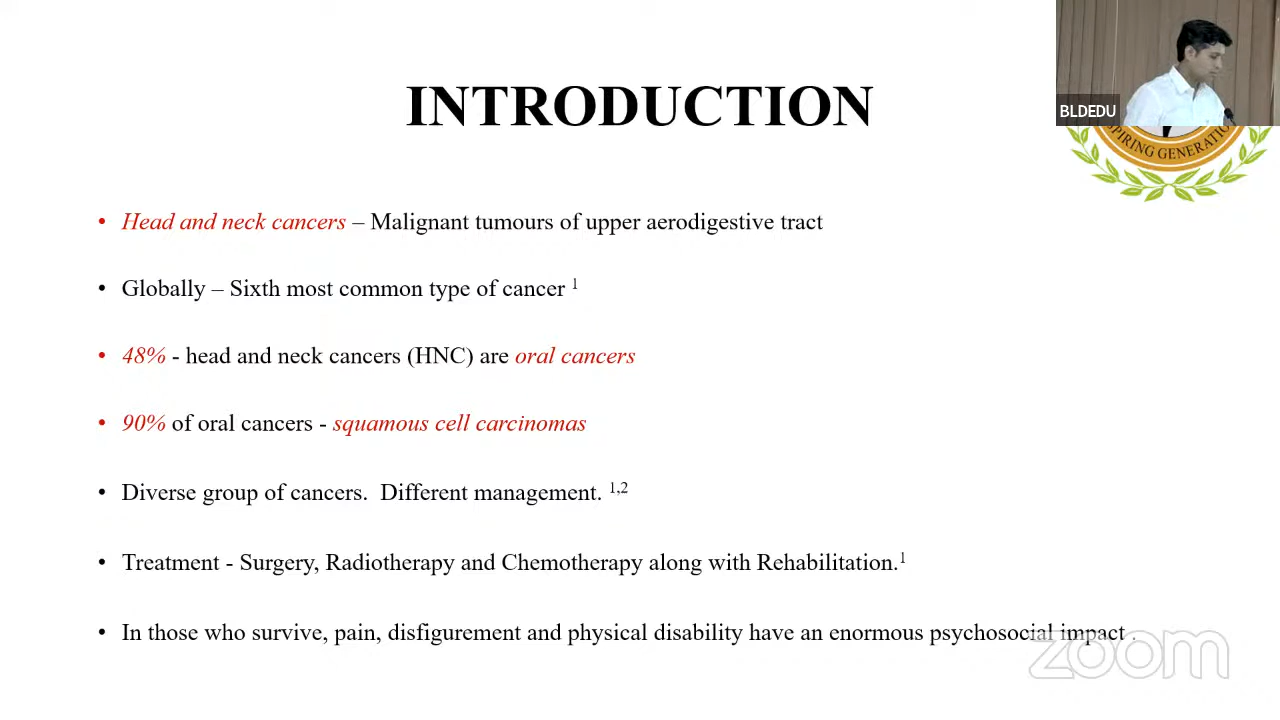 INTRODUCTION
BLDEDU
SPIRING GENERATIO
• Head and neck cancers – Malignant tumours of upper aerodigestive tract
• Globally – Sixth most common type of cancer 1
• 48% - head and neck cancers (HNC) are oral cancers
• 90% of oral cancers - squamous cell carcinomas
• Diverse group of cancers. Different management. 1,2
• Treatment - Surgery, Radiotherapy and Chemotherapy along with Rehabilitation.1
• In those who survive, pain, disfigurement and physical disability have an enormous psychosocial impact .
zoom